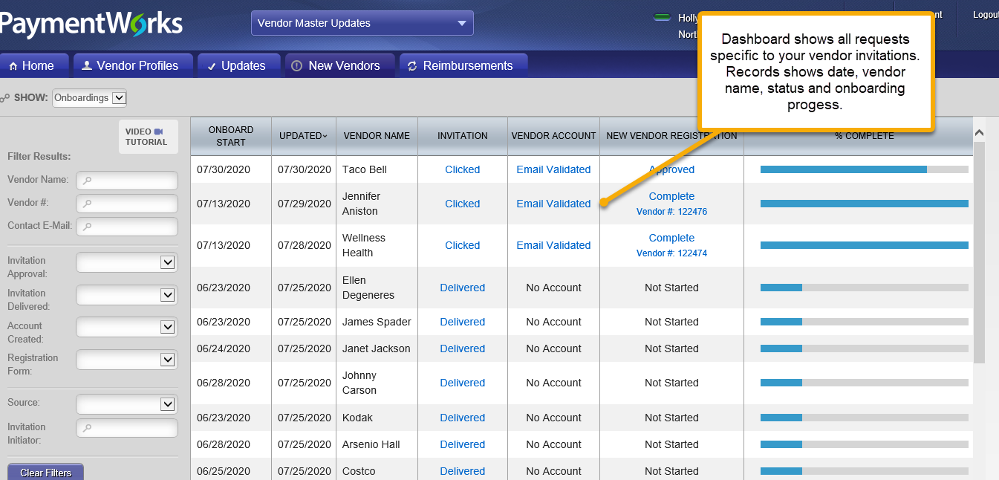 PaymentWorks
Vendor Master Updates
Holly
Logout
Home
Vendor Profiles
Updates
New Vendors
Reimbursements
Dashboard shows all requests
specific to your vendor invitations.
Records shows date, vendor
name, status and onboarding
progess.
SHOW:
Onboardings
VIDEO
TUTORIAL
Filter Results:
Vendor Name:
Vendor #:
Contact E-Mail:
Invitation
Approval:
Invitation
Delivered:
Account
Created:
Registration
Form:
Source:
Invitation
Initiator:
Clear Filters
ONBOARD
START
UPDATED
VENDOR NAME
INVITATION
VENDOR ACCOUNT
NEW VENDOR REGISTRATION
% COMPLETE
07/30/2020 07/30/2020 Taco Bell Clicked Email Validated Approved
07/13/2020 07/29/2020 Jennifer Aniston Clicked Email Validated Complete
Vendor #: 122476
07/13/2020 07/28/2020 Wellness Health Clicked Email Validated Complete
Vendor #: 122474
06/23/2020 07/25/2020 Ellen Degeneres Delivered No Account Not Started
06/23/2020 07/25/2020 James Spader Delivered No Account Not Started
06/24/2020 07/25/2020 Janet Jackson Delivered No Account Not Started
06/28/2020 07/25/2020 Johnny Carson Delivered No Account Not Started
06/23/2020 07/25/2020 Kodak Delivered No Account Not Started
06/28/2020 07/25/2020 Arsenio Hall Delivered No Account Not Started
06/25/2020 07/25/2020 Costco Delivered No Account Not Started